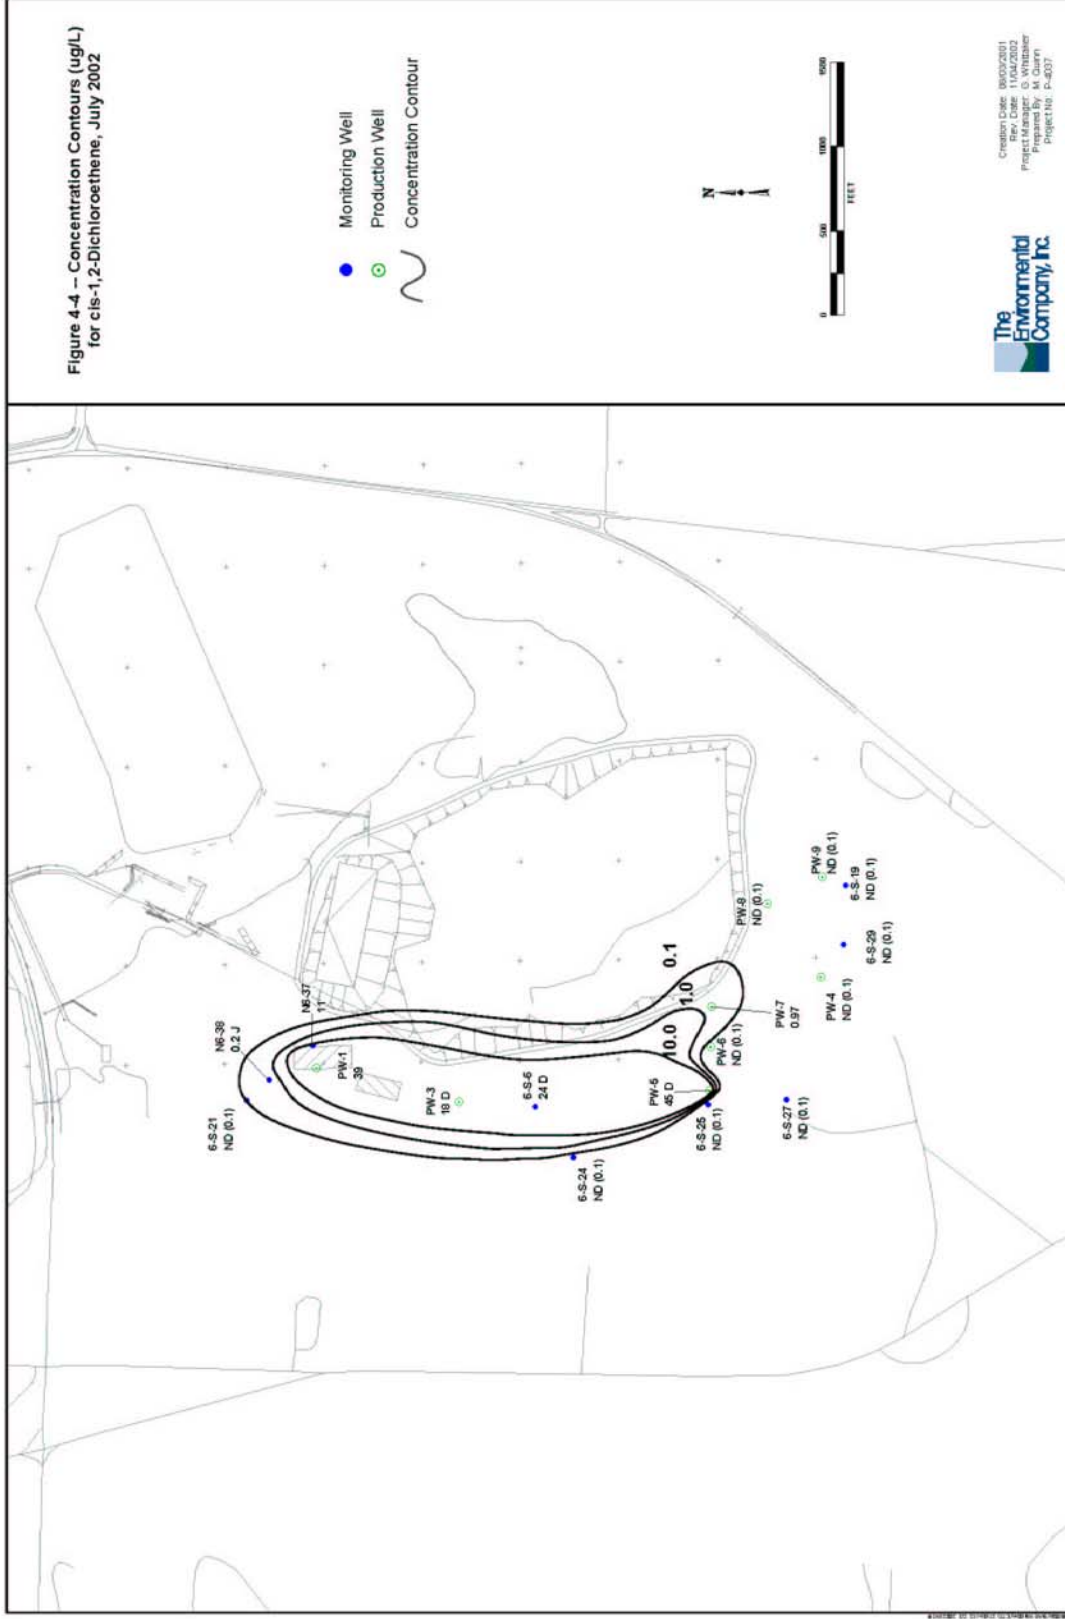 Figure 4-4 -- Concentration Contours (ug/L)
for cis-1,2-Dichloroethene, July 2002
Monitoring Well
Production Well
Concentration Contour
N
0 500 1000 1500
FEET
The
Environmental
Company, Inc.
Creation Date: 08/03/2001
Rev. Date: 11/04/2002
Project Manager: G. Whittaker
Prepared By: M. Quinn
Project No.: P-4037
6-S-21
ND (0.1)
N6-38
0.2 J
N6-37
11
PW-1
39
PW-3
18 D
6-S-6
24 D
6-S-24
ND (0.1)
PW-5
45 D
6-S-25
ND (0.1)
10.0
1.0
0.1
PW-6
ND (0.1)
PW-7
0.97
PW-8
ND (0.1)
6-S-27
ND (0.1)
PW-4
ND (0.1)
6-S-29
ND (0.1)
PW-9
ND (0.1)
6-S-19
ND (0.1)